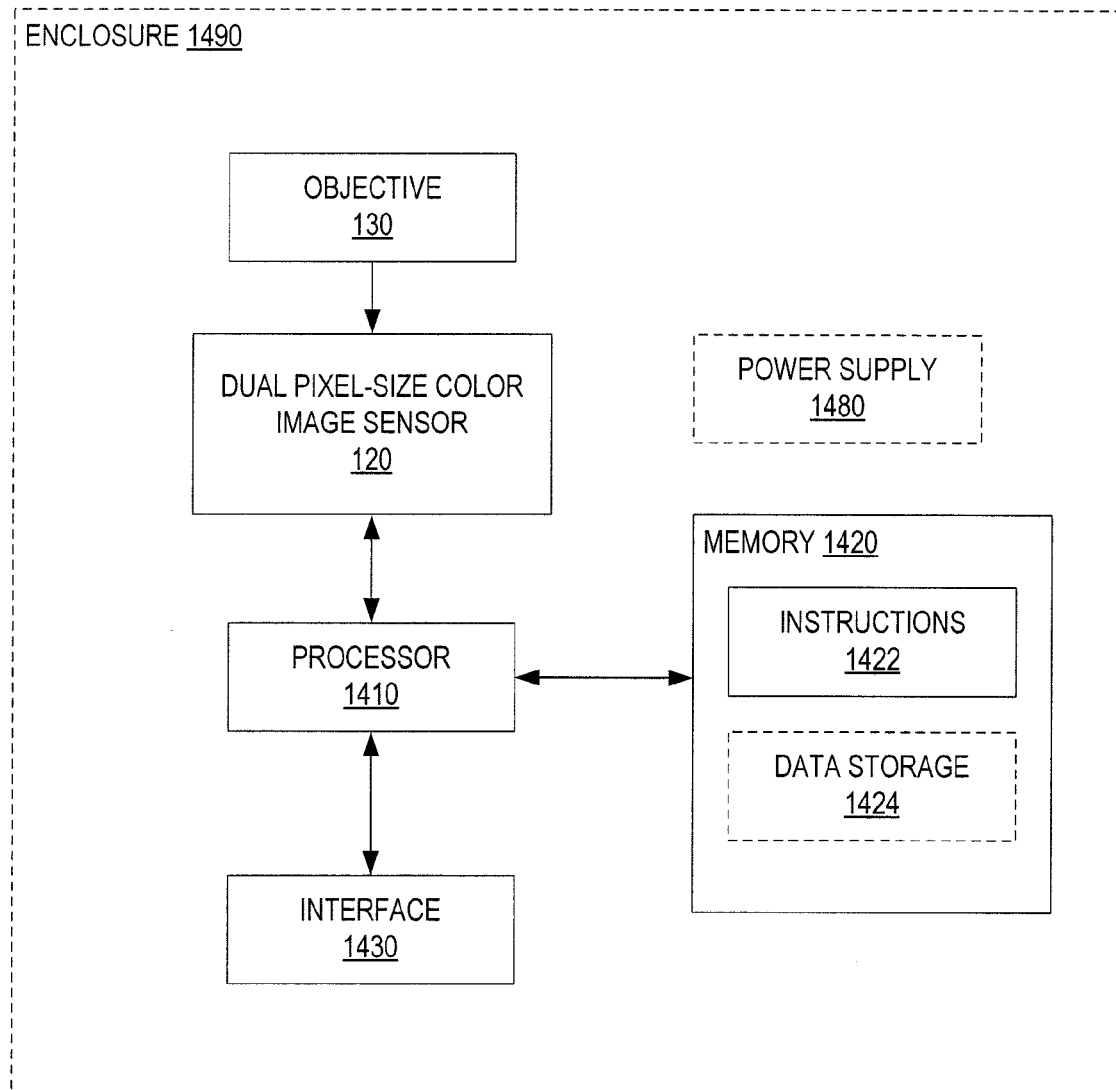 ENCLOSURE 1490
OBJECTIVE
130
DUAL PIXEL-SIZE COLOR
IMAGE SENSOR
120
POWER SUPPLY
1480
MEMORY 1420
INSTRUCTIONS
1422
PROCESSOR
1410
DATA STORAGE
1424
INTERFACE
1430